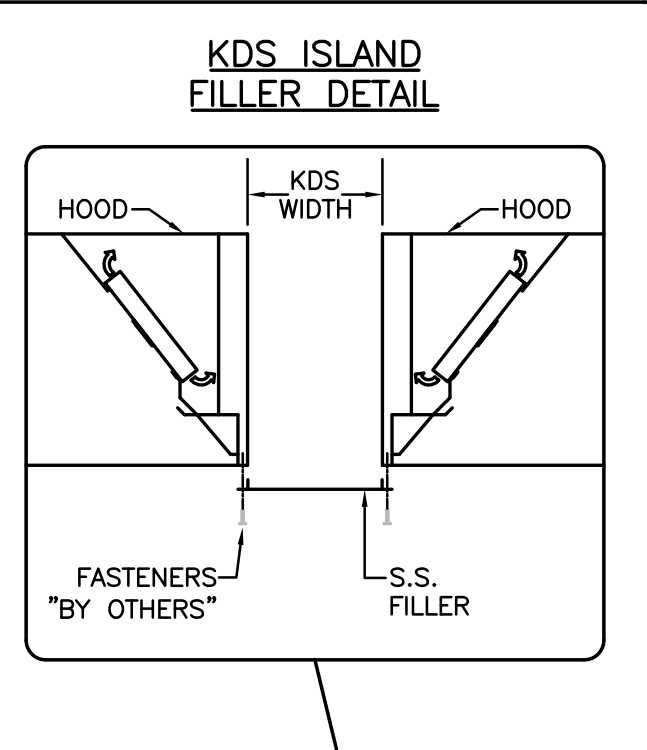 KDS ISLAND
FILLER DETAIL
KDS
WIDTH
HOOD
HOOD
FASTENERS
"BY OTHERS"
S.S.
FILLER